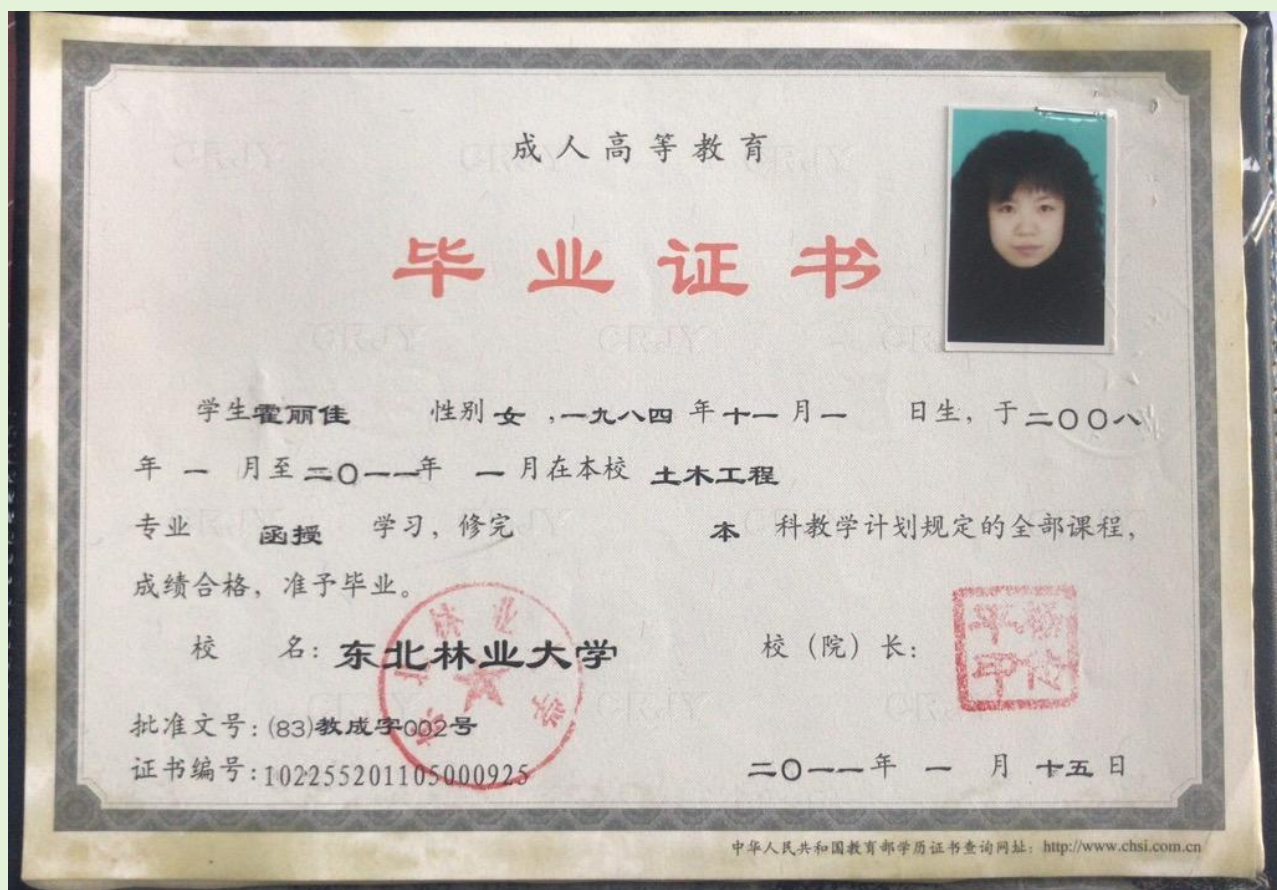 成人高等教育
毕业证书
学生霍丽佳 性别女,一九八四年十一月一 日生,于二〇〇八
年一月至二〇一一年一月在本校 土木工程
专业 函授 学习,修完 本 科教学计划规定的全部课程,
成绩合格,准予毕业。
校 名:东北林业大学 校(院)长:
批准文号:(83)教成字002号
证书编号:102255201105000925 二〇一一年一月十五日
中华人民共和国教育部学历证书查询网址:http://www.chsi.com.cn